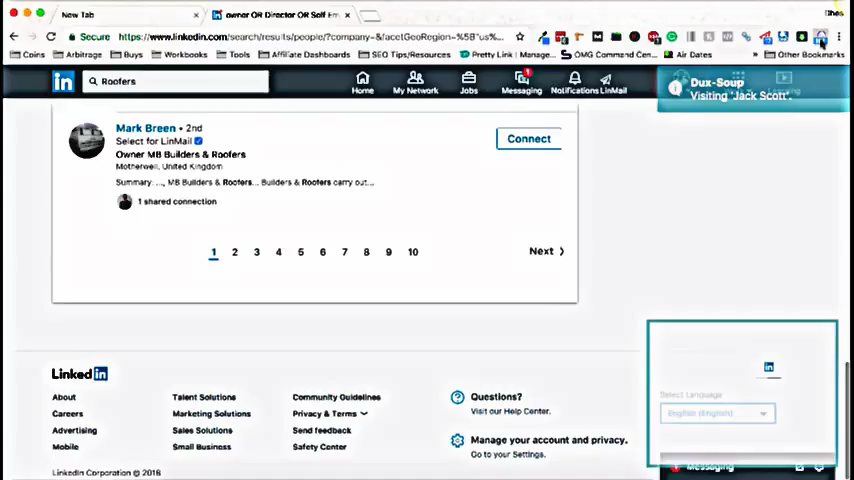 New Tab
owner OR Director OR Self Em
Secure https://www.linkedin.com/search/results/people/?company=&facetGeoRegion=%5B"us%
Coins Arbitrage Buys Workbooks Tools Affiliate Dashboards SEO Tips/Resources Pretty Link OMG Command Cen... Air Dates » Other Bookmarks
in Roofers
Home My Network Jobs Messaging Notifications LinMail
Dux-Soup
Visiting 'Jack Scott'.
Mark Breen • 2nd
Select for LinMail
Connect
Owner MB Builders & Roofers
Motherwell, United Kingdom
Summary: ..., MB Builders & Roofers... Builders & Roofers carry out...
1 shared connection
1 2 3 4 5 6 7 8 9 10 Next
in
Select Language
English (English)
Linked in
About Talent Solutions Community Guidelines Questions?
Careers Marketing Solutions Privacy & Terms Visit our Help Center.
Advertising Sales Solutions Send feedback Manage your account and privacy.
Mobile Small Business Safety Center Go to your Settings.
Messaging
LinkedIn Corporation © 2018